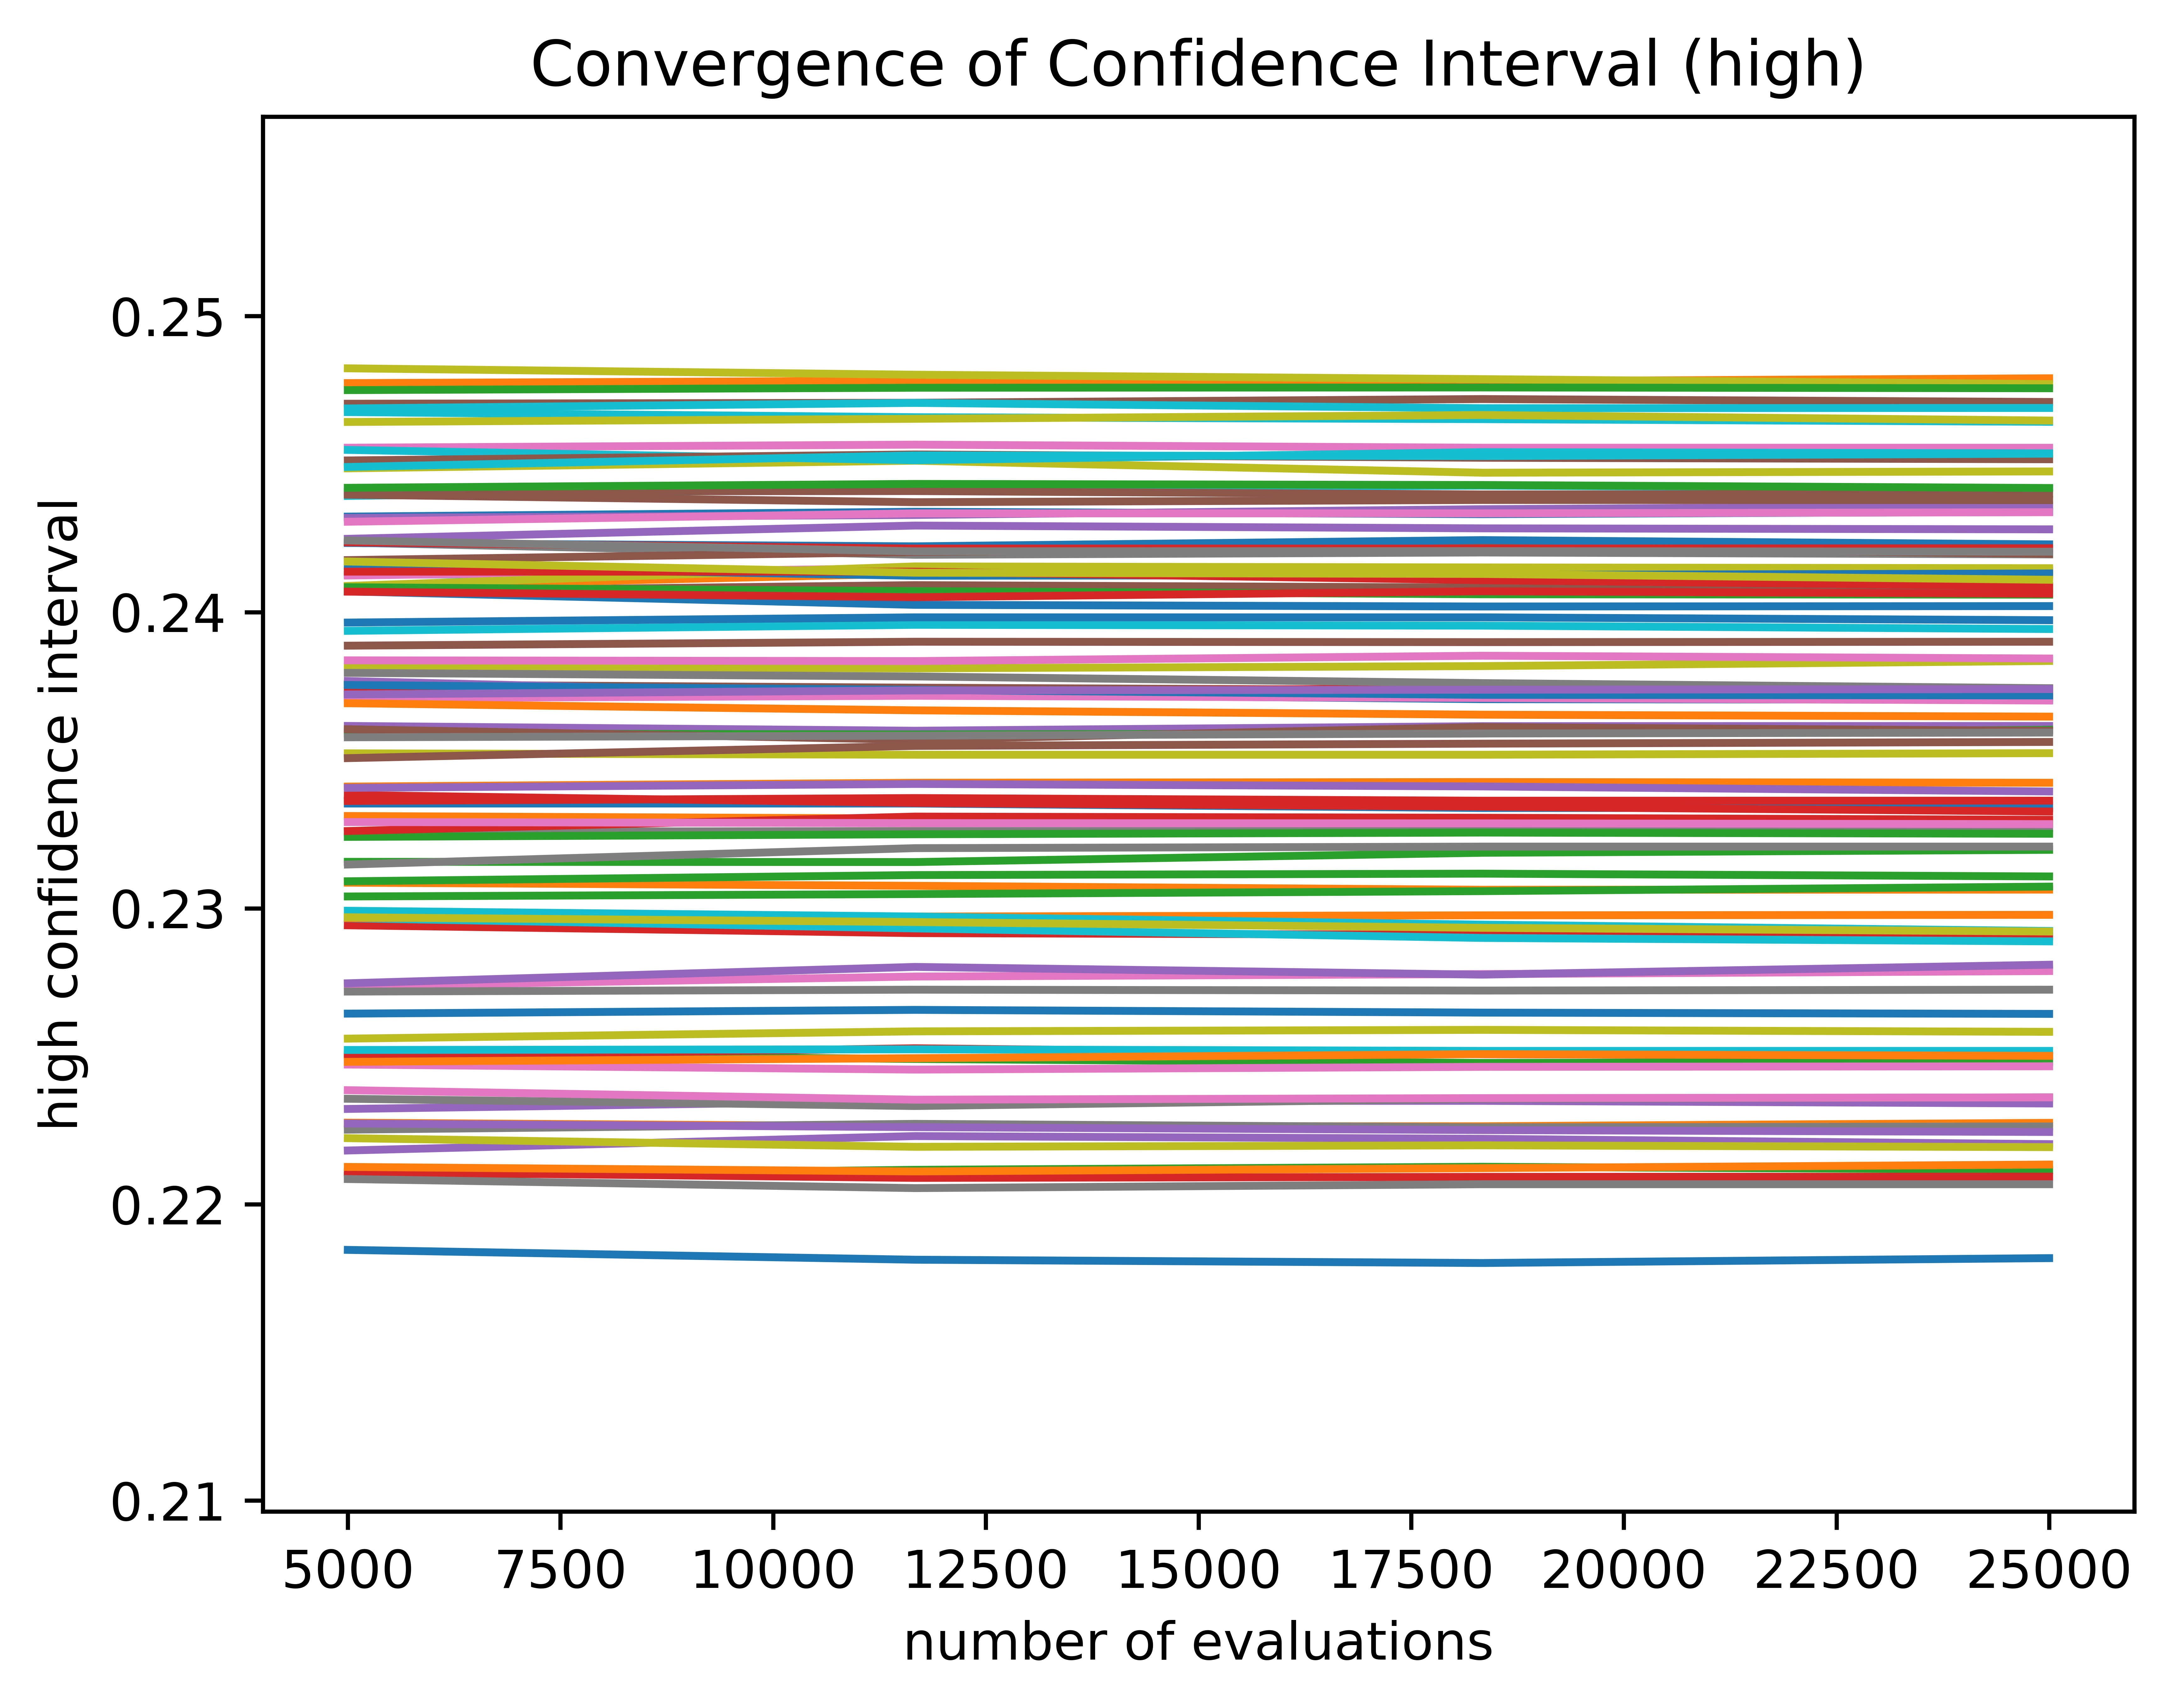 Convergence of Confidence Interval (high)
high confidence interval
0.25
0.24
0.23
0.22
0.21
5000 7500 10000 12500 15000 17500 20000 22500 25000
number of evaluations